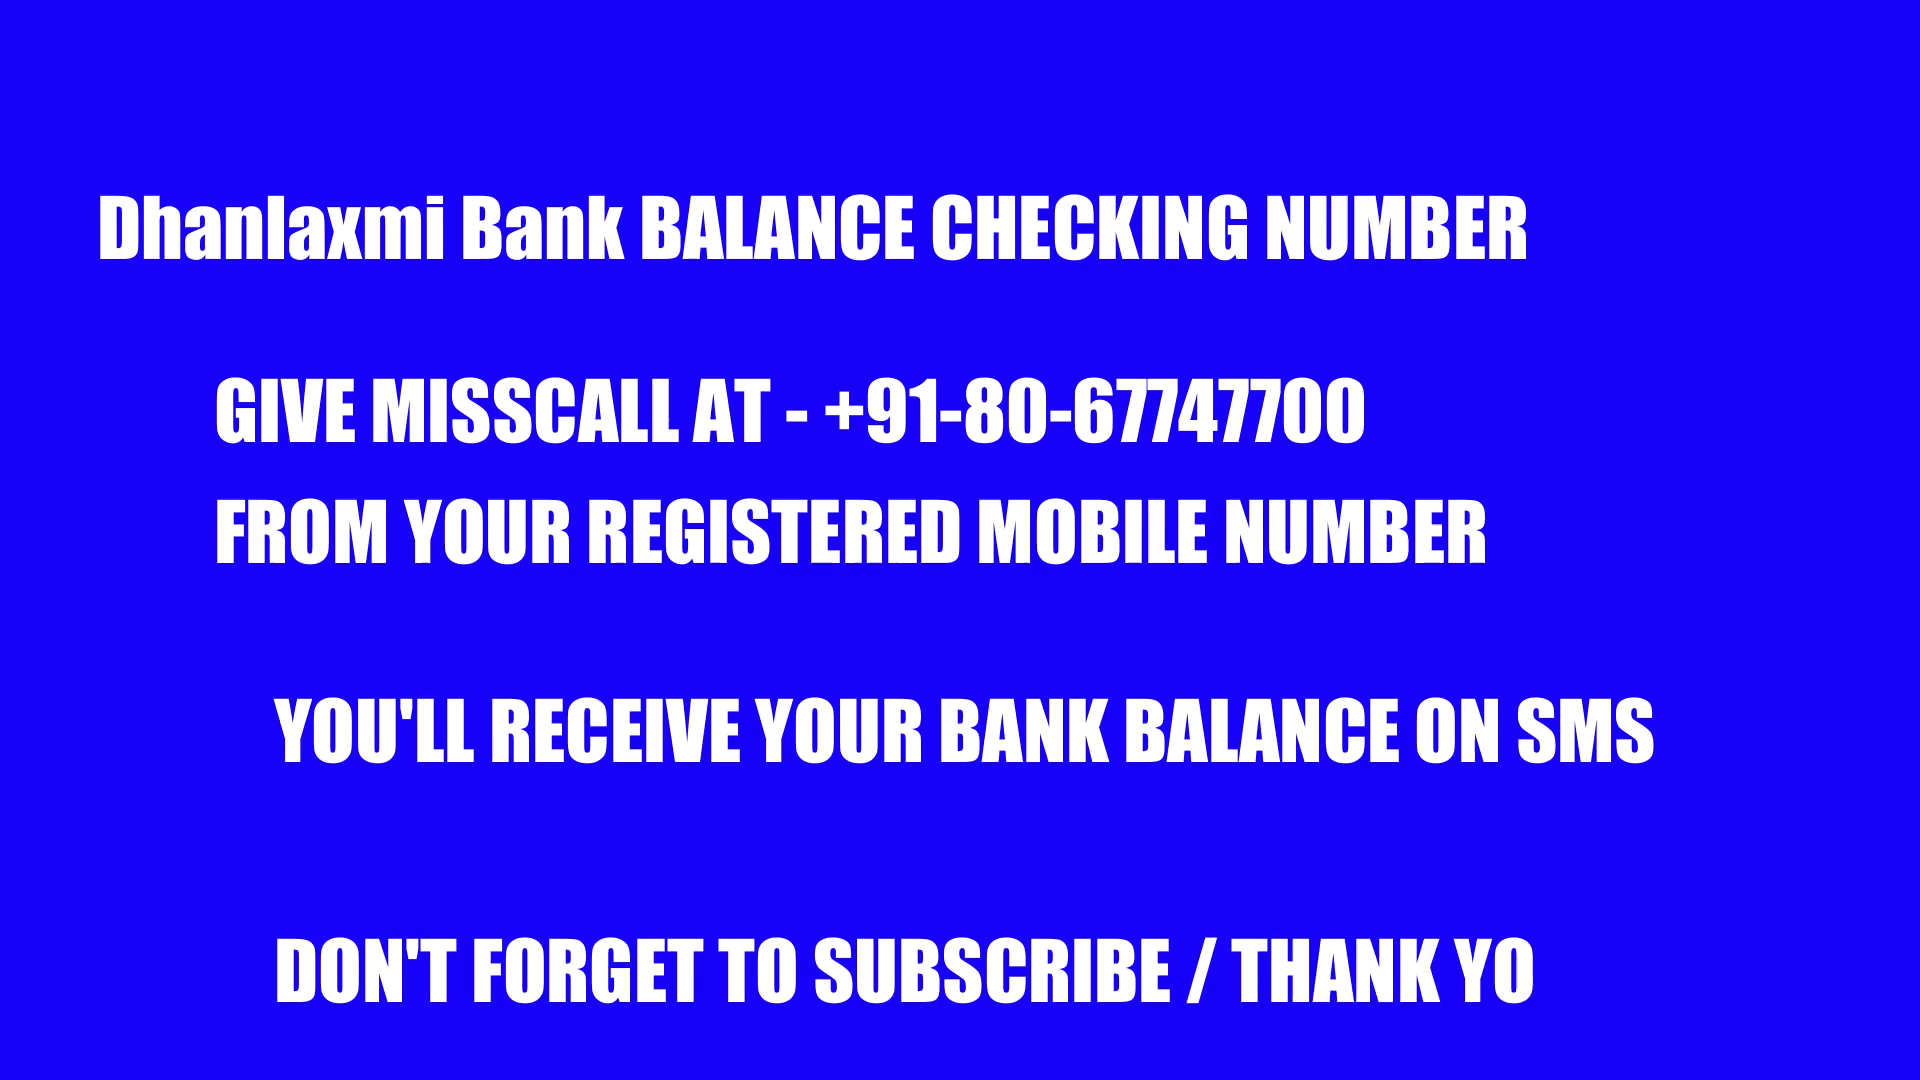 Dhanlaxmi Bank BALANCE CHECKING NUMBER
GIVE MISSCALL AT - +91-80-67747700
FROM YOUR REGISTERED MOBILE NUMBER
YOU'LL RECEIVE YOUR BANK BALANCE ON SMS
DON'T FORGET TO SUBSCRIBE / THANK YO